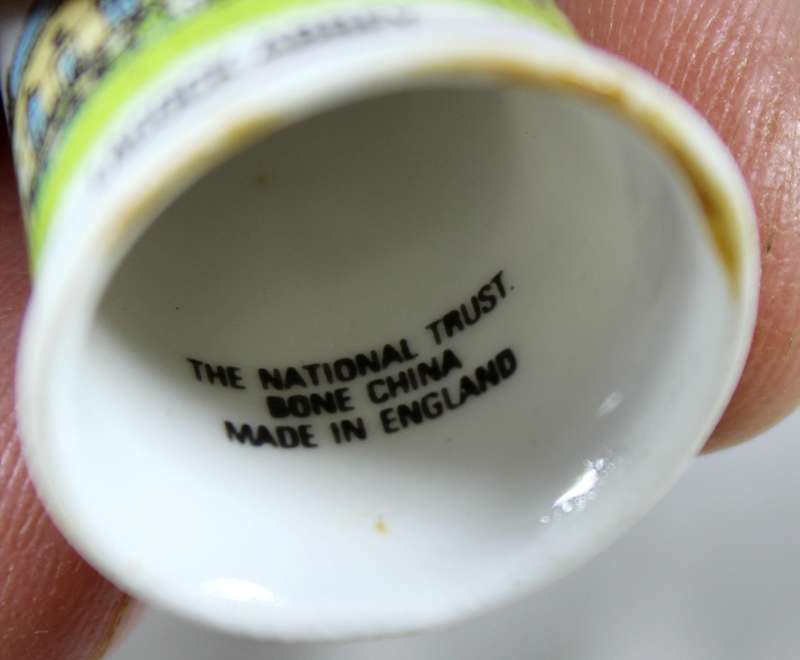 THE NATIONAL TRUST.
BONE CHINA
MADE IN ENGLAND